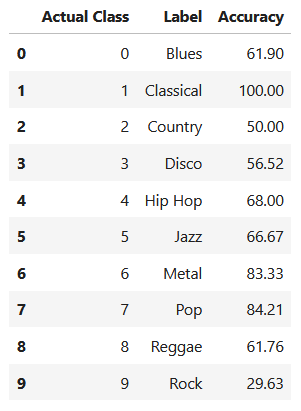 Actual Class Label Accuracy
0 0 Blues 61.90
1 1 Classical 100.00
2 2 Country 50.00
3 3 Disco 56.52
4 4 Hip Hop 68.00
5 5 Jazz 66.67
6 6 Metal 83.33
7 7 Pop 84.21
8 8 Reggae 61.76
9 9 Rock 29.63